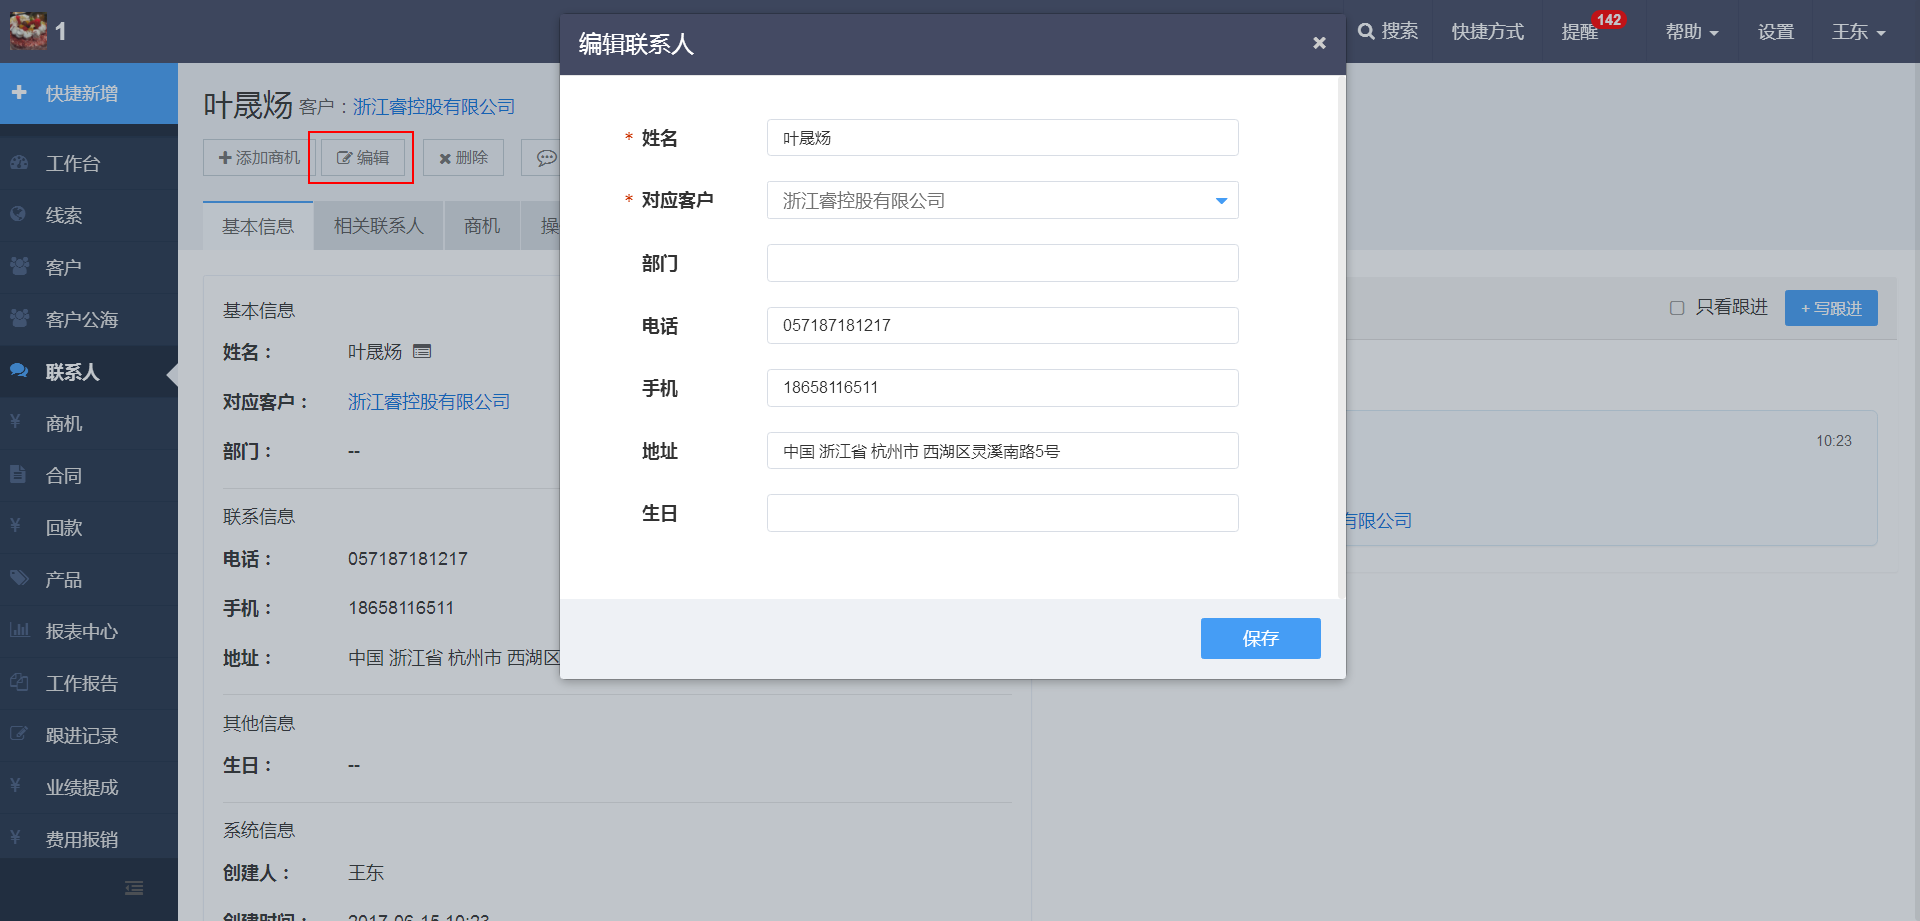 1
搜索
快捷方式
提醒
142
帮助
设置
王东
快捷新增
工作台
线索
客户
客户公海
联系人
商机
合同
回款
产品
报表中心
工作报告
跟进记录
业绩提成
费用报销
叶晟炀 客户：浙江睿控股有限公司
添加商机
编辑
删除
基本信息
相关联系人
商机
操
基本信息
姓名：
叶晟炀
对应客户：
浙江睿控股有限公司
部门：
--
联系信息
电话：
057187181217
手机：
18658116511
地址：
中国 浙江省 杭州市 西湖区
其他信息
生日：
--
系统信息
创建人：
王东
创建时间：
2017-06-15 10:23
编辑联系人
×
* 姓名
叶晟炀
* 对应客户
浙江睿控股有限公司
部门
电话
057187181217
手机
18658116511
地址
中国 浙江省 杭州市 西湖区灵溪南路5号
生日
保存
只看跟进
+ 写跟进
10:23
有限公司